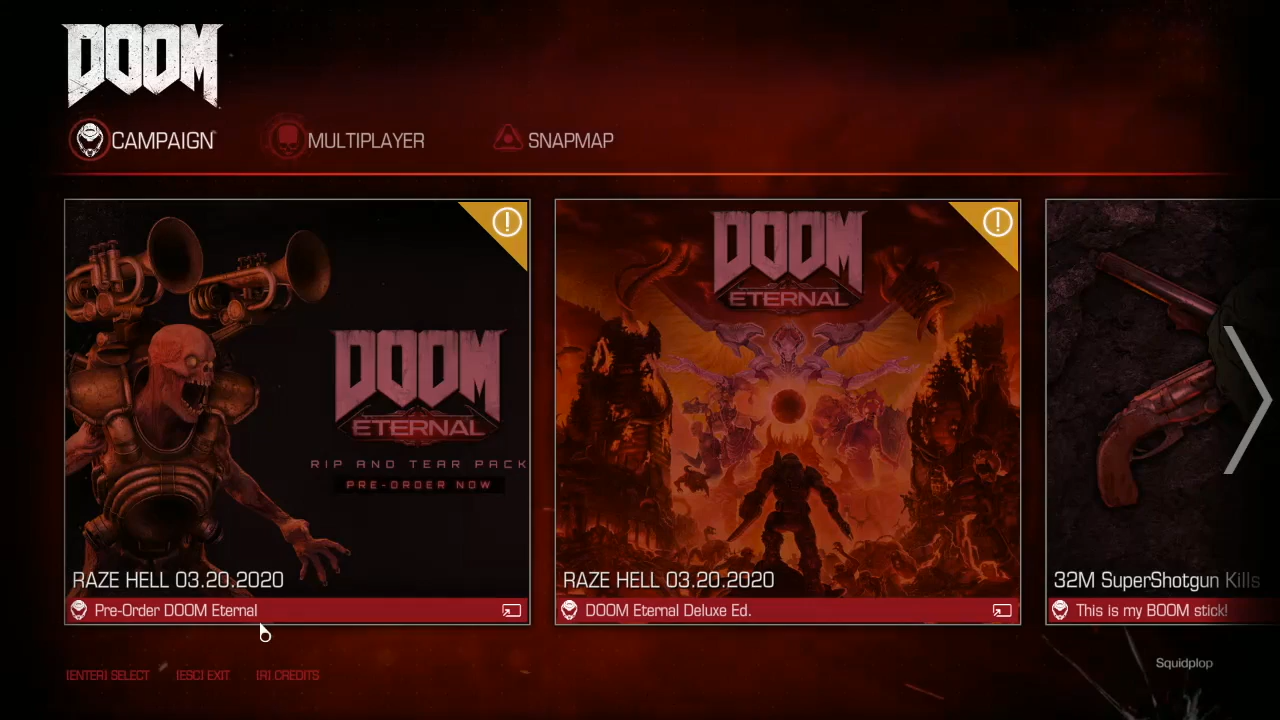 DOOM
CAMPAIGN
MULTIPLAYER
SNAPMAP
DOOM
ETERNAL
RIP AND TEAR PACK
PRE-ORDER NOW
RAZE HELL 03.20.2020
Pre-Order DOOM Eternal
DOOM
ETERNAL
RAZE HELL 03.20.2020
DOOM Eternal Deluxe Ed.
32M SuperShotgun Kills
This is my BOOM stick!
Squidplop
[ENTER] SELECT
[ESC] EXIT
[R] CREDITS